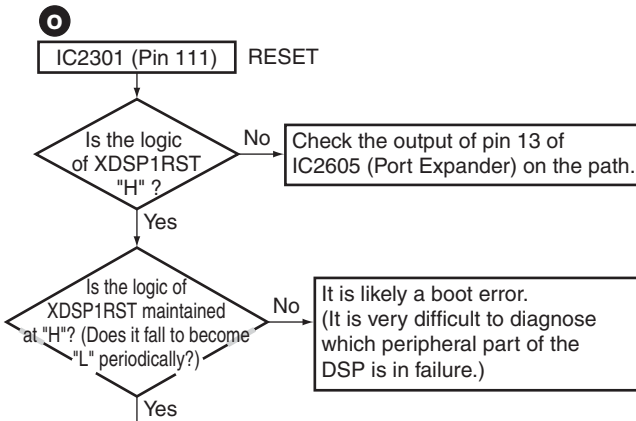 O
IC2301 (Pin 111) RESET
Is the logic
of XDSP1RST
"H" ?
No
Check the output of pin 13 of
IC2605 (Port Expander) on the path.
Yes
Is the logic of
XDSP1RST maintained
at "H"? (Does it fall to become
"L" periodically?)
No
It is likely a boot error.
(It is very difficult to diagnose
which peripheral part of the
DSP is in failure.)
Yes